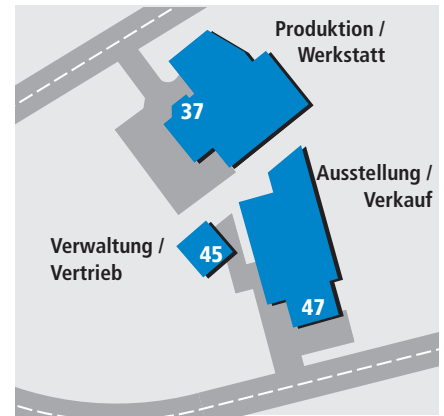 Produktion /
Werkstatt
37
Ausstellung /
Verkauf
Verwaltung /
Vertrieb
45
47